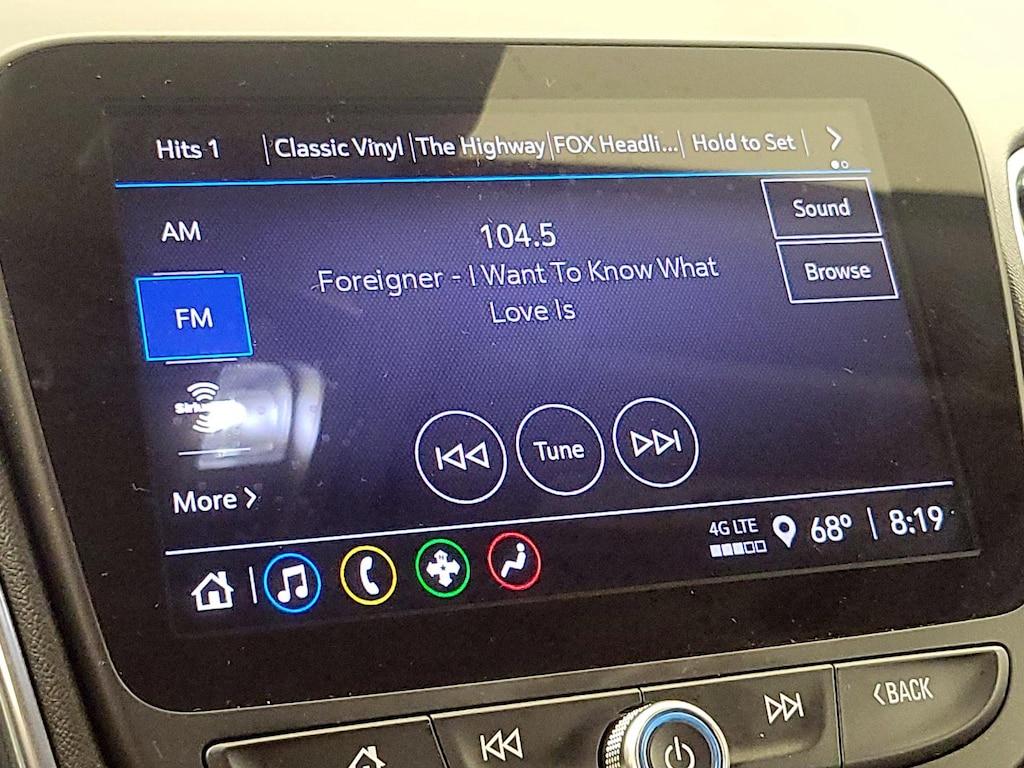 Hits 1 Classic Vinyl The Highway FOX Headli... Hold to Set
AM
Sound
104.5
Foreigner - I Want To Know What
Love Is
Browse
FM
Tune
More
4G LTE
68° 8:19
BACK